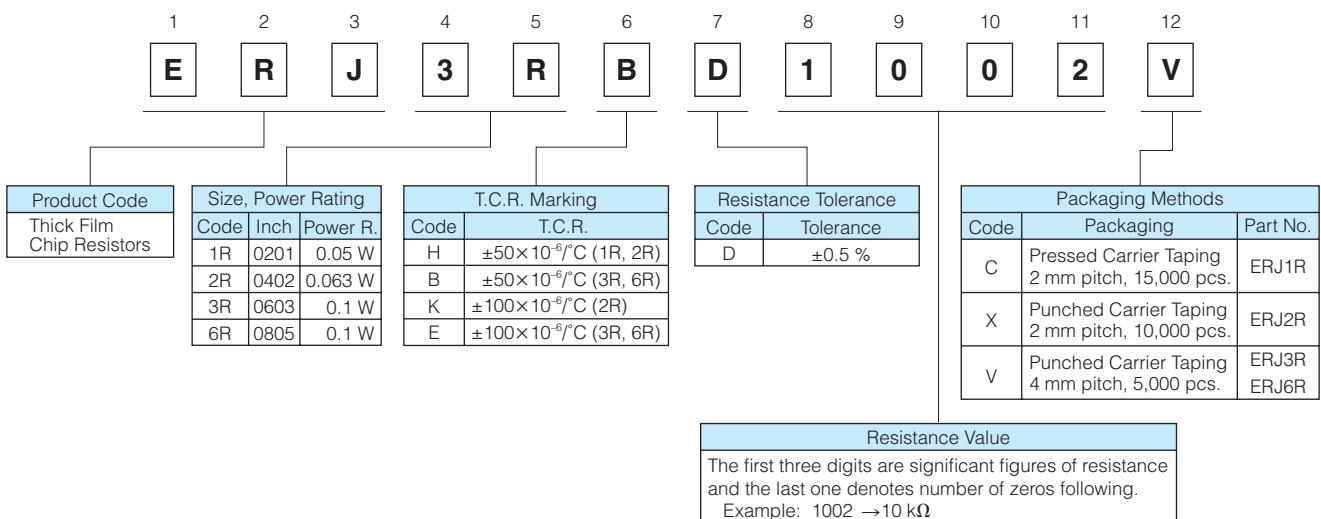 1 2 3 4 5 6 7 8 9 10 11 12
E R J 3 R B D 1 0 0 2 V
Product Code
Thick Film
Chip Resistors
Size, Power Rating
Code Inch Power R.
1R 0201 0.05 W
2R 0402 0.063 W
3R 0603 0.1 W
6R 0805 0.1 W
T.C.R. Marking
Code T.C.R.
H ±50×10⁻⁶/°C (1R, 2R)
B ±50×10⁻⁶/°C (3R, 6R)
K ±100×10⁻⁶/°C (2R)
E ±100×10⁻⁶/°C (3R, 6R)
Resistance Tolerance
Code Tolerance
D ±0.5 %
Packaging Methods
Code Packaging Part No.
C Pressed Carrier Taping
2 mm pitch, 15,000 pcs. ERJ1R
X Punched Carrier Taping
2 mm pitch, 10,000 pcs. ERJ2R
V Punched Carrier Taping ERJ3R
4 mm pitch, 5,000 pcs. ERJ6R
Resistance Value
The first three digits are significant figures of resistance
and the last one denotes number of zeros following.
Example: 1002 →10 kΩ